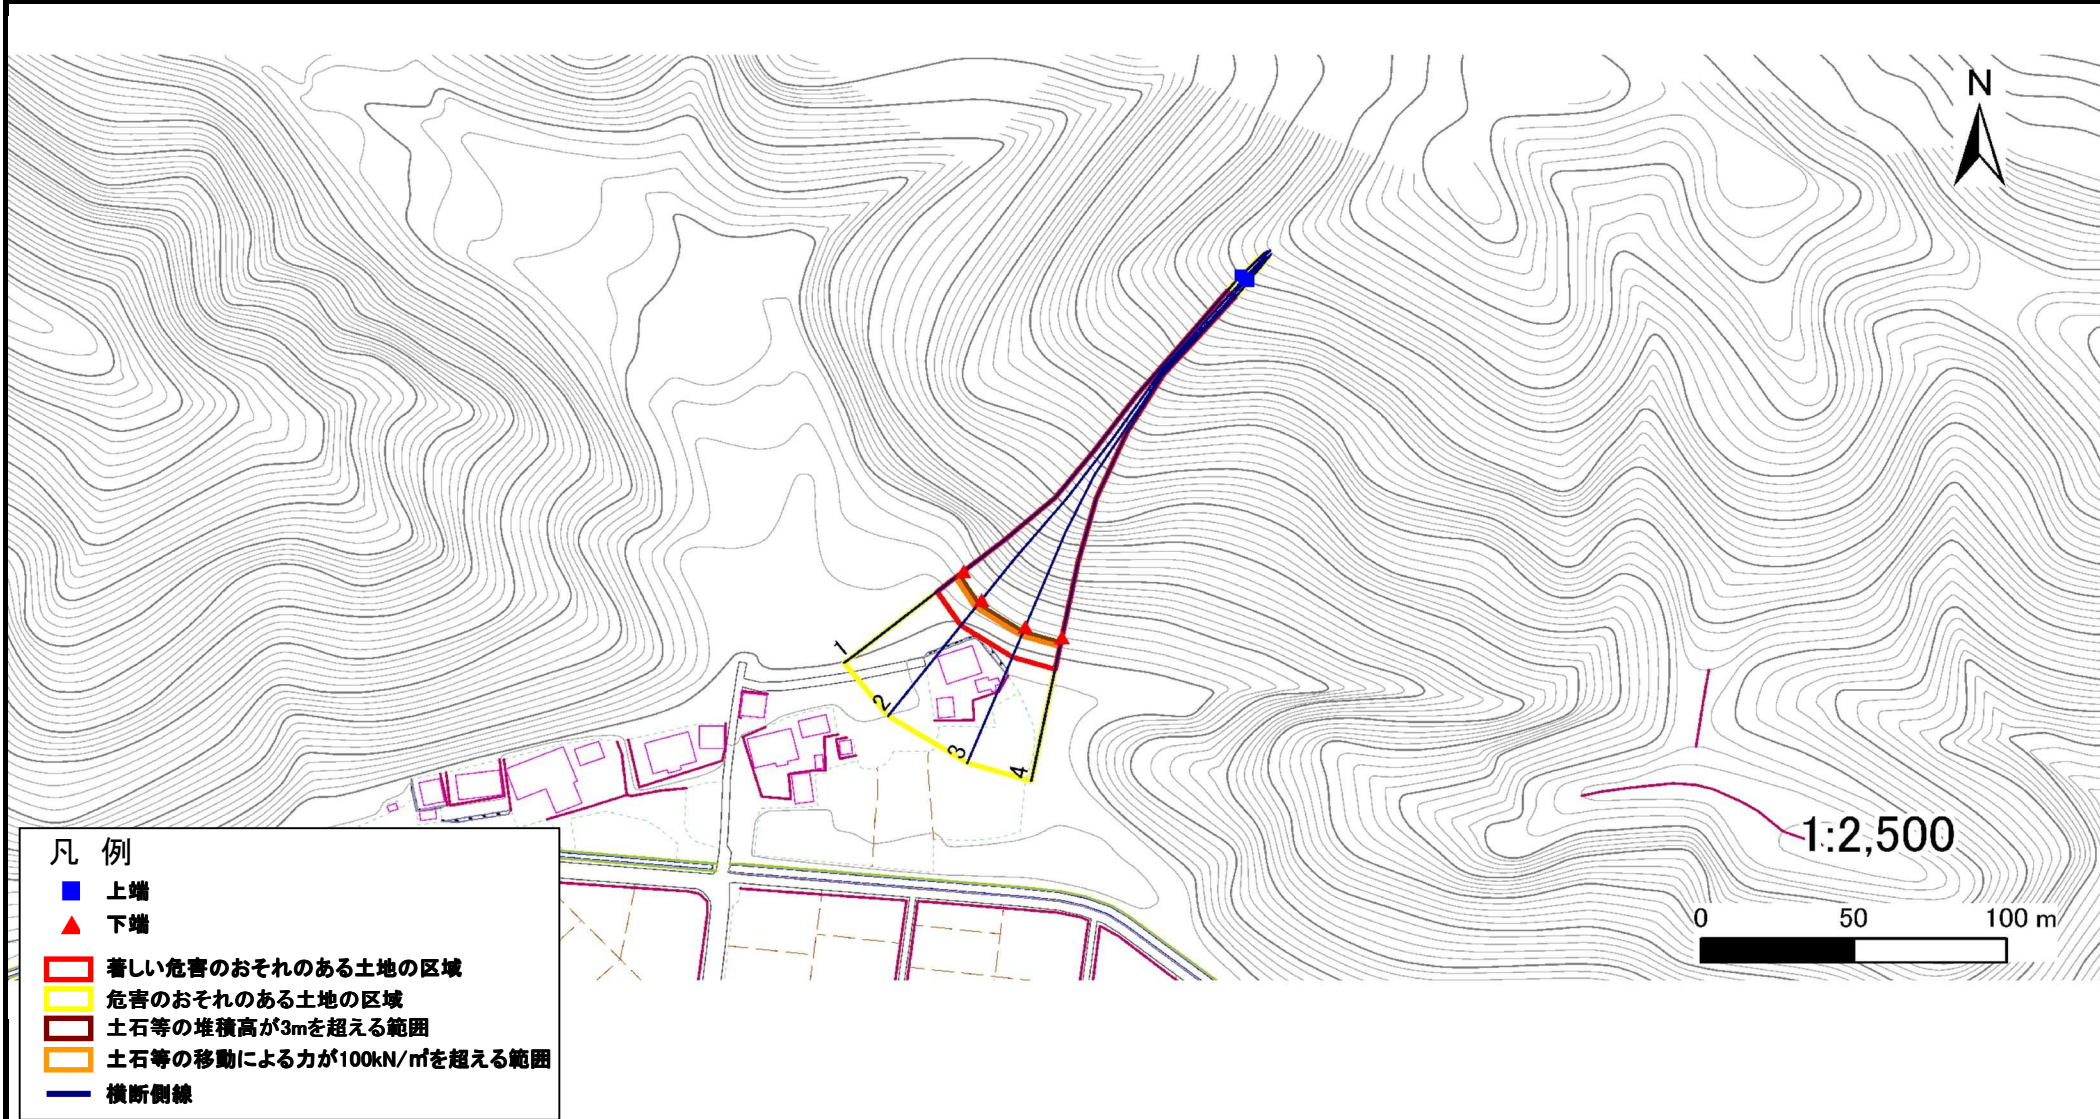 N
1
2
3
4
1:2,500
0 50 100 m
凡 例
上端
下端
著しい危害のおそれのある土地の区域
危害のおそれのある土地の区域
土石等の堆積高が3mを超える範囲
土石等の移動による力が100kN/㎡を超える範囲
横断側線